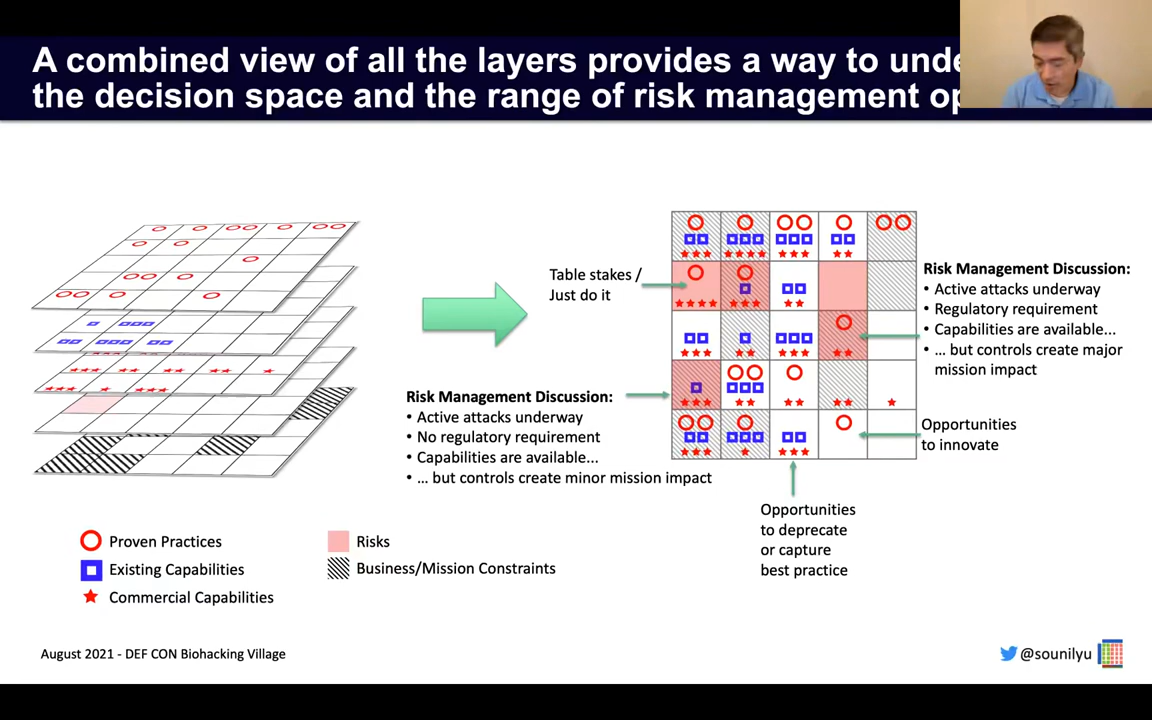 A combined view of all the layers provides a way to
the decision space and the range of risk management
Table stakes /
Just do it
Risk Management Discussion:
• Active attacks underway
• Regulatory requirement
• Capabilities are available...
• ... but controls create major
mission impact
Risk Management Discussion:
• Active attacks underway
• No regulatory requirement
• Capabilities are available...
• ... but controls create minor mission impact
Opportunities
to innovate
Opportunities
to deprecate
or capture
best practice
Proven Practices
Existing Capabilities
Commercial Capabilities
Risks
Business/Mission Constraints
August 2021 - DEF CON Biohacking Village
@sounilyu